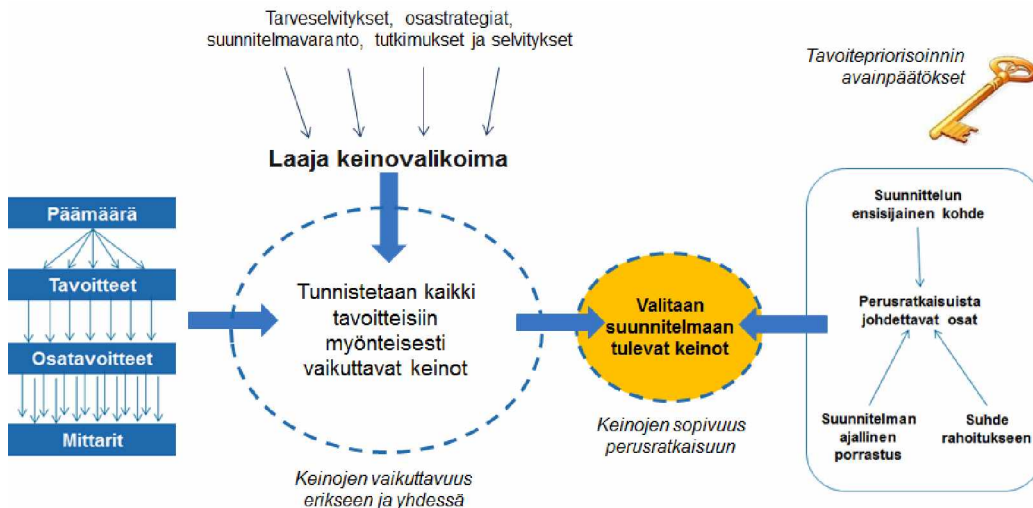 Tarveselvitykset, osastrategiat,
suunnitelmavaranto, tutkimukset ja selvitykset
Laaja keinovalikoima
Päämäärä
Tavoitteet
Osatavoitteet
Mittarit
Tunnistetaan kaikki
tavoitteisiin
myönteisesti
vaikuttavat keinot
Keinojen vaikuttavuus
erikseen ja yhdessä
Valitaan
suunnitelmaan
tulevat keinot
Keinojen sopivuus
perusratkaisuun
Tavoitepriorisoinnin
avainpäätökset
Suunnittelun
ensisijainen kohde
Perusratkaisuista
johdettavat osat
Suunnitelman
ajallinen
porrastus
Suhde
rahoitukseen